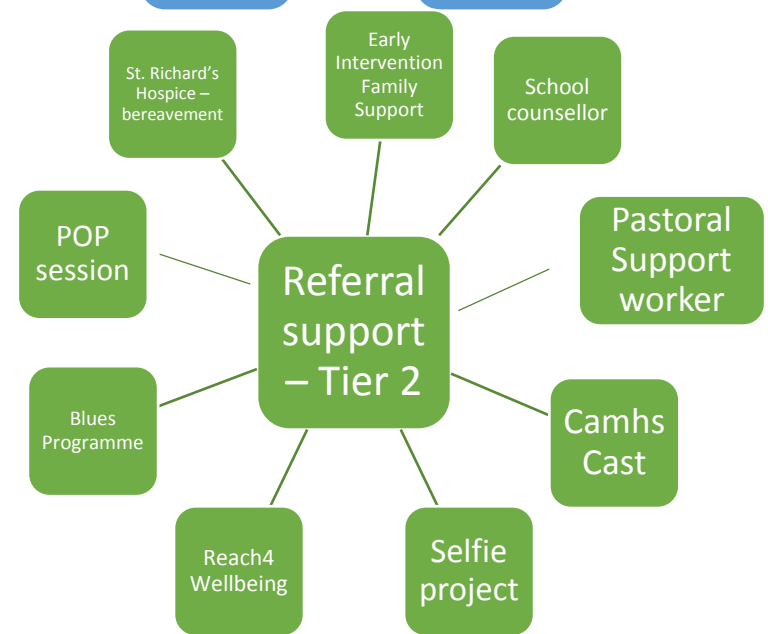 St. Richard's
Hospice –
bereavement
Early
Intervention
Family
Support
School
counsellor
POP
session
Referral
support
– Tier 2
Pastoral
Support
worker
Blues
Programme
Camhs
Cast
Reach4
Wellbeing
Selfie
project